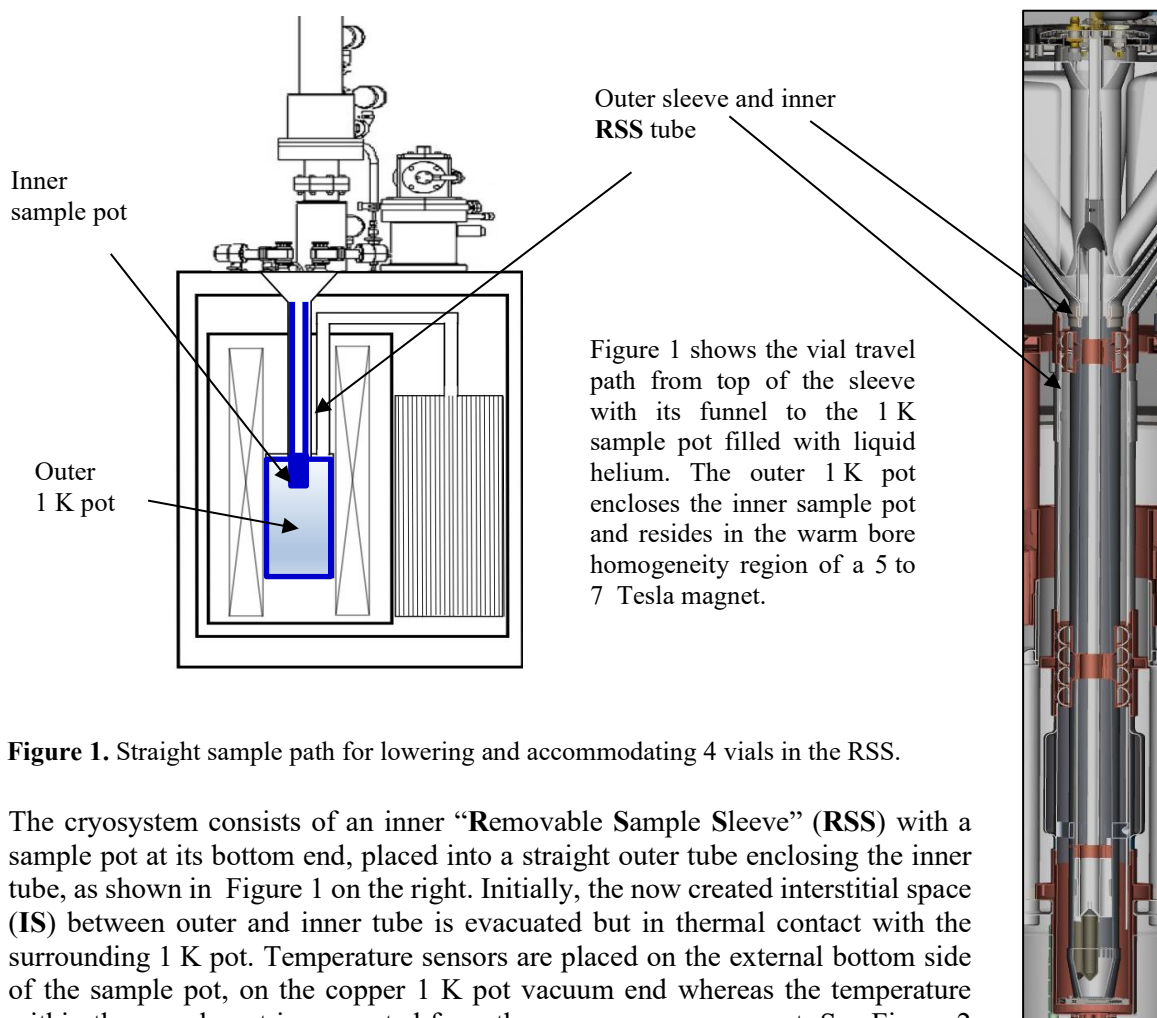 Outer sleeve and inner
RSS tube
Inner
sample pot
Outer
1 K pot
Figure 1 shows the vial travel
path from top of the sleeve
with its funnel to the 1 K
sample pot filled with liquid
helium. The outer 1 K pot
encloses the inner sample pot
and resides in the warm bore
homogeneity region of a 5 to
7 Tesla magnet.
Figure 1. Straight sample path for lowering and accommodating 4 vials in the RSS.
The cryosystem consists of an inner “Removable Sample Sleeve” (RSS) with a
sample pot at its bottom end, placed into a straight outer tube enclosing the inner
tube, as shown in Figure 1 on the right. Initially, the now created interstitial space
(IS) between outer and inner tube is evacuated but in thermal contact with the
surrounding 1 K pot. Temperature sensors are placed on the external bottom side
of the sample pot, on the copper 1 K pot vacuum end whereas the temperature